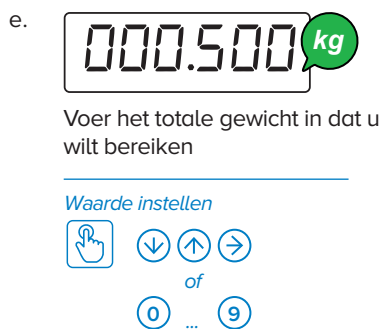 e.
000.500 kg
Voer het totale gewicht in dat u
wilt bereiken
Waarde instellen
of
0 ... 9